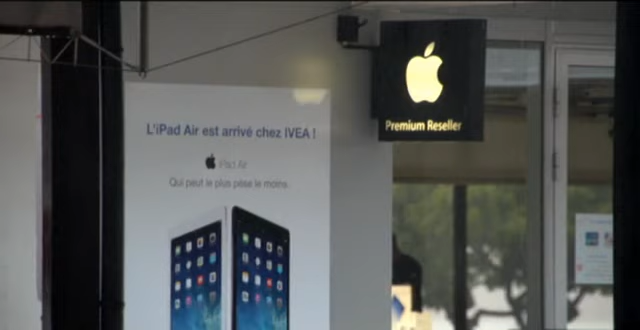 L'iPad Air est arrivé chez IVEA !
iPad Air
Qui peut le plus pèse le moins.
Premium Reseller